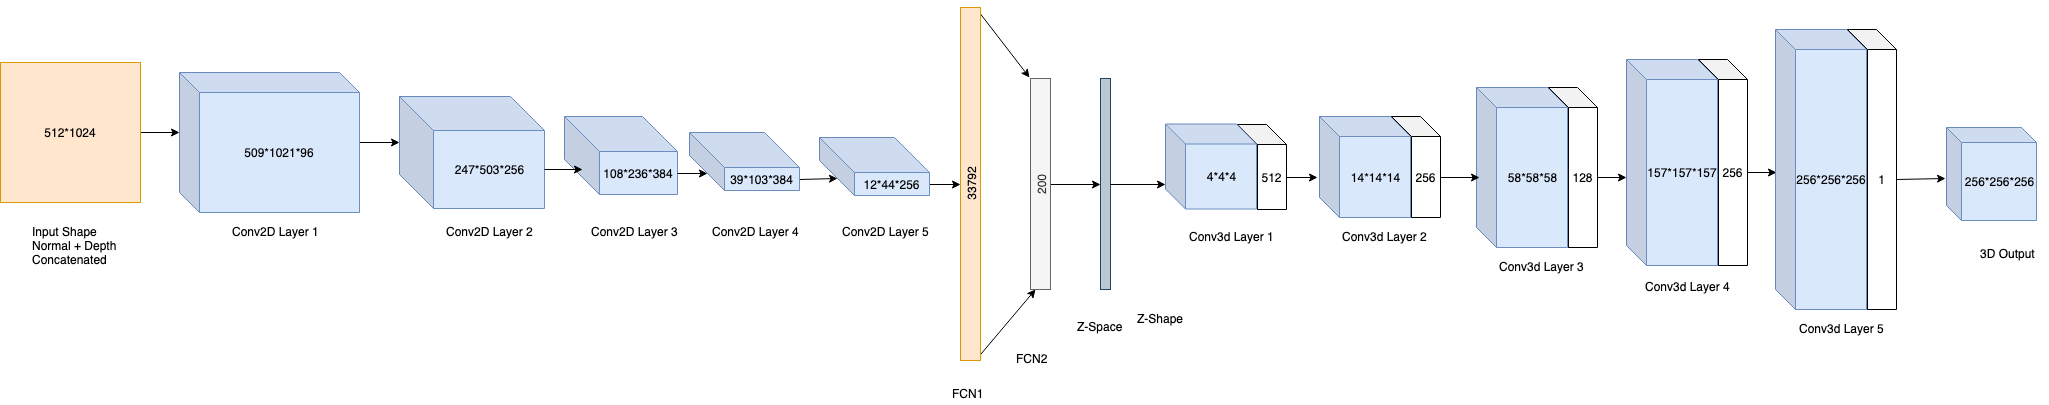 512*1024
Input Shape
Normal + Depth
Concatenated
509*1021*96
Conv2D Layer 1
247*503*256
Conv2D Layer 2
108*236*384
Conv2D Layer 3
39*103*384
Conv2D Layer 4
12*44*256
Conv2D Layer 5
33792
FCN1
200
FCN2
Z-Space
Z-Shape
4*4*4
512
Conv3d Layer 1
14*14*14
256
Conv3d Layer 2
58*58*58
128
Conv3d Layer 3
157*157*157
256
Conv3d Layer 4
256*256*256
1
Conv3d Layer 5
256*256*256
3D Output